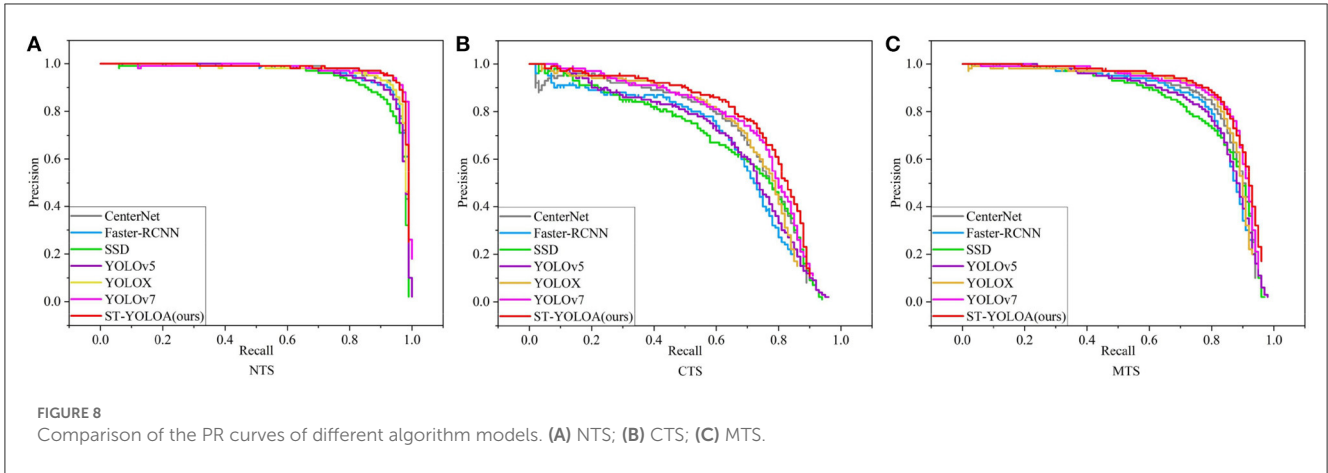 A
1.0
0.8
0.6
0.4
0.2
0.0
Precision
CenterNet
Faster-RCNN
SSD
YOLOv5
YOLOX
YOLOv7
ST-YOLOA(ours)
0.0 0.2 0.4 0.6 0.8 1.0
Recall
NTS
B
1.0
0.8
0.6
0.4
0.2
0.0
Precision
CenterNet
Faster-RCNN
SSD
YOLOv5
YOLOX
YOLOv7
ST-YOLOA(ours)
0.0 0.2 0.4 0.6 0.8 1.0
Recall
CTS
C
1.0
0.8
0.6
0.4
0.2
0.0
Precision
CenterNet
Faster-RCNN
SSD
YOLOv5
YOLOX
YOLOv7
ST-YOLOA(ours)
0.0 0.2 0.4 0.6 0.8 1.0
Recall
MTS
FIGURE 8
Comparison of the PR curves of different algorithm models. (A) NTS; (B) CTS; (C) MTS.